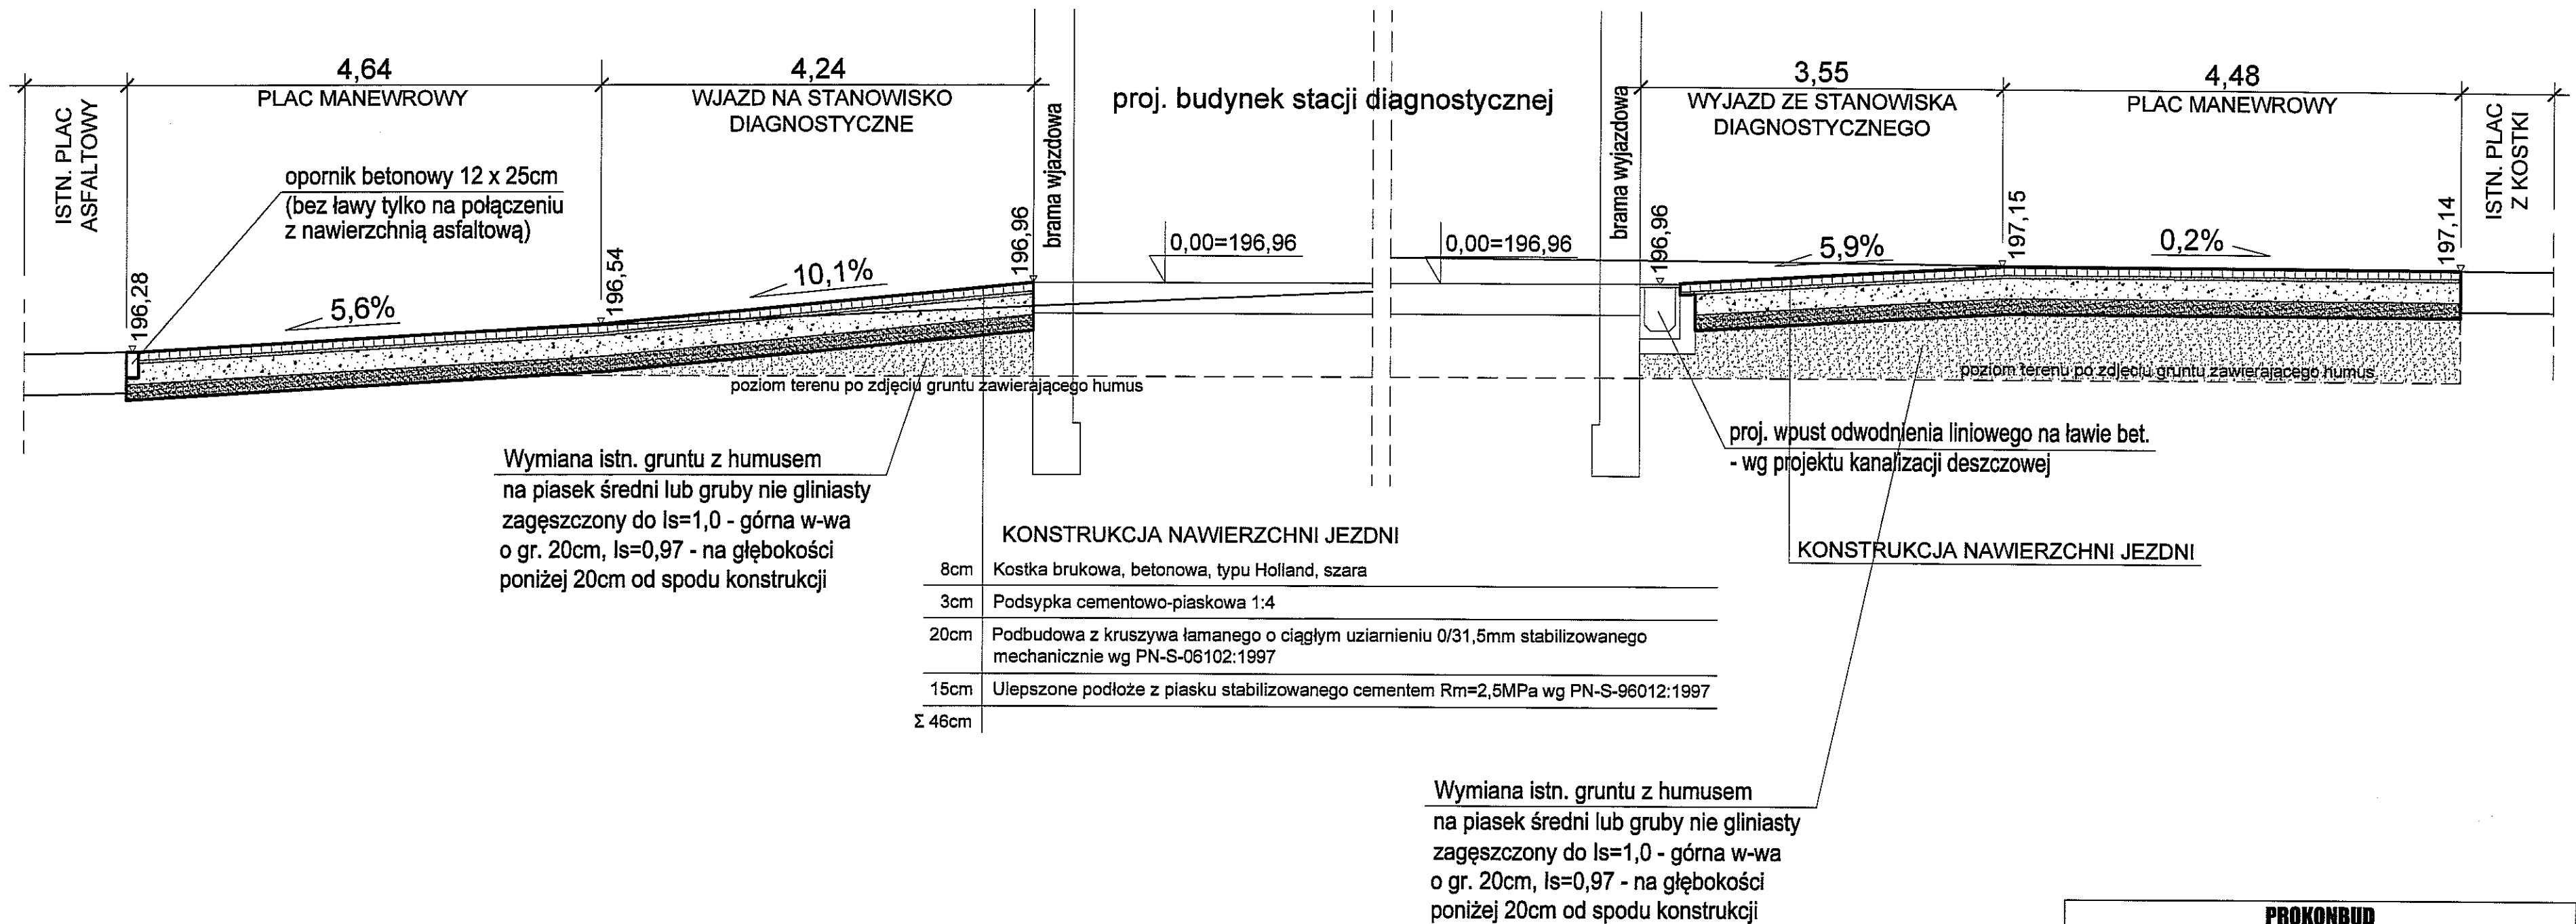 4,64
PLAC MANEWROWY
4,24
WJAZD NA STANOWISKO
DIAGNOSTYCZNE
proj. budynek stacji diagnostycznej
3,55
WYJAZD ZE STANOWISKA
DIAGNOSTYCZNEGO
4,48
PLAC MANEWROWY
ISTN. PLAC
ASFALTOWY
opornik betonowy 12 x 25cm
(bez ławy tylko na połączeniu
z nawierzchnią asfaltową)
brama wjazdowa
brama wyjazdowa
ISTN. PLAC
Z KOSTKI
196,28
5,6%
196,54
10,1%
196,96
0,00=196,96
0,00=196,96
196,96
5,9%
197,15
0,2%
197,14
poziom terenu po zdjęciu gruntu zawierającego humus
poziom terenu po zdjęciu gruntu zawierającego humus
Wymiana istn. gruntu z humusem
na piasek średni lub gruby nie gliniasty
zagęszczony do Is=1,0 - górna w-wa
o gr. 20cm, Is=0,97 - na głębokości
poniżej 20cm od spodu konstrukcji
proj. wpust odwodnienia liniowego na ławie bet.
- wg projektu kanalizacji deszczowej
KONSTRUKCJA NAWIERZCHNI JEZDNI
8cm Kostka brukowa, betonowa, typu Holland, szara
3cm Podsypka cementowo-piaskowa 1:4
20cm Podbudowa z kruszywa łamanego o ciągłym uziarnieniu 0/31,5mm stabilizowanego
mechanicznie wg PN-S-06102:1997
15cm Ulepszone podłoże z piasku stabilizowanego cementem Rm=2,5MPa wg PN-S-96012:1997
Σ 46cm
KONSTRUKCJA NAWIERZCHNI JEZDNI
Wymiana istn. gruntu z humusem
na piasek średni lub gruby nie gliniasty
zagęszczony do Is=1,0 - górna w-wa
o gr. 20cm, Is=0,97 - na głębokości
poniżej 20cm od spodu konstrukcji
PROKONBUD